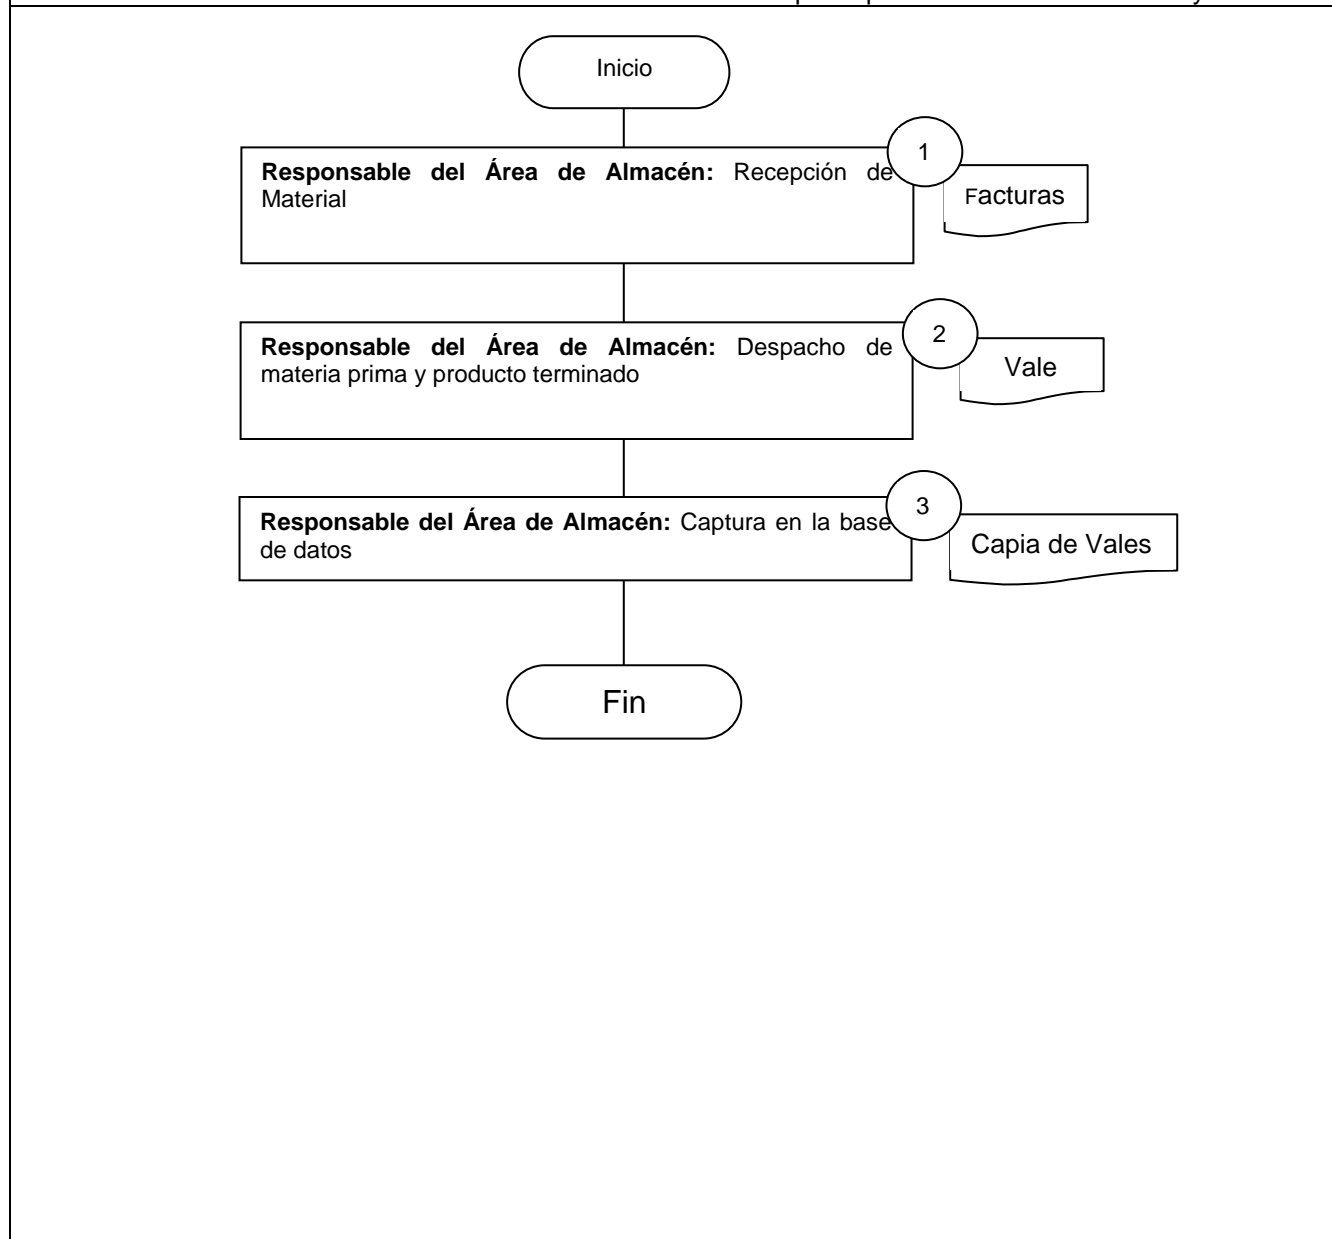 Inicio
1
Responsable del Área de Almacén: Recepción de
Material
Facturas
2
Responsable del Área de Almacén: Despacho de
materia prima y producto terminado
Vale
3
Responsable del Área de Almacén: Captura en la base
de datos
Capia de Vales
Fin